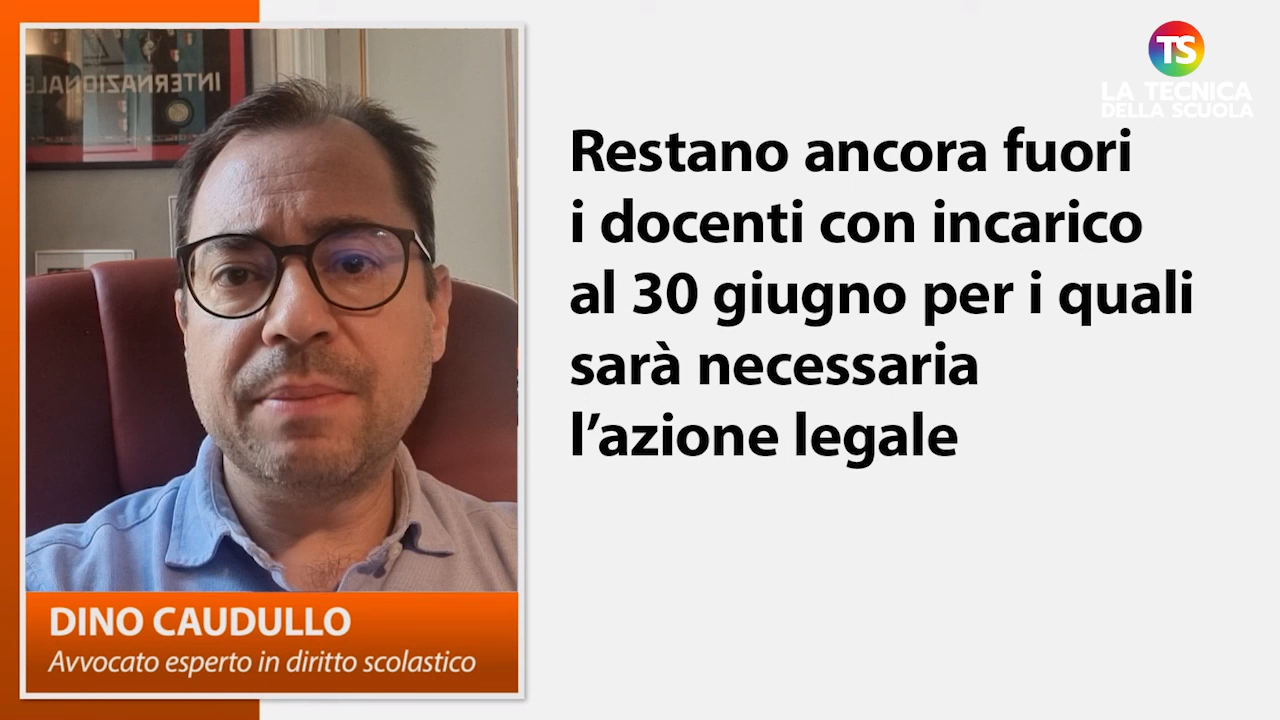 INTERNAZIONALE
TS
LA TECNICA
DELLA SCUOLA
Restano ancora fuori
i docenti con incarico
al 30 giugno per i quali
sarà necessaria
l’azione legale
DINO CAUDULLO
Avvocato esperto in diritto scolastico